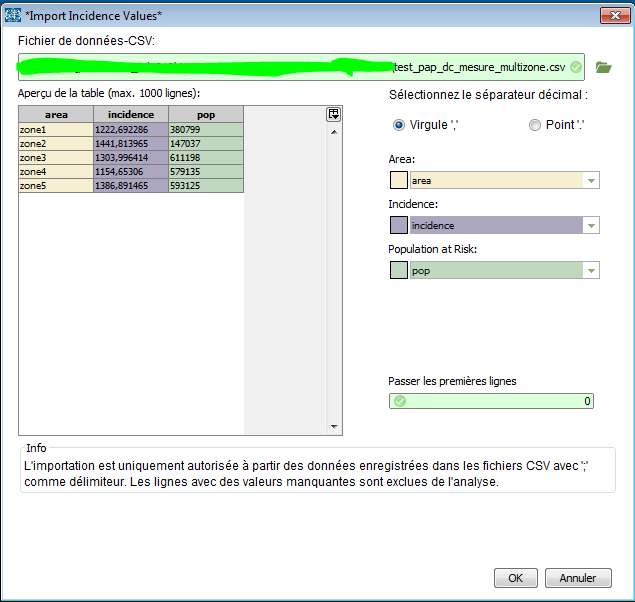 *Import Incidence Values*
Fichier de données-CSV:
test_pap_dc_mesure_multizone.csv
Aperçu de la table (max. 1000 lignes):
area incidence pop
zone1 1222,692286 380799
zone2 1441,813965 147037
zone3 1303,996414 611198
zone4 1154,65306 579135
zone5 1386,891465 593125
Sélectionnez le séparateur décimal :
Virgule ',' Point '.'
Area:
area
Incidence:
incidence
Population at Risk:
pop
Passer les premières lignes
0
Info
L'importation est uniquement autorisée à partir des données enregistrées dans les fichiers CSV avec ';'
comme délimiteur. Les lignes avec des valeurs manquantes sont exclues de l'analyse.
OK Annuler